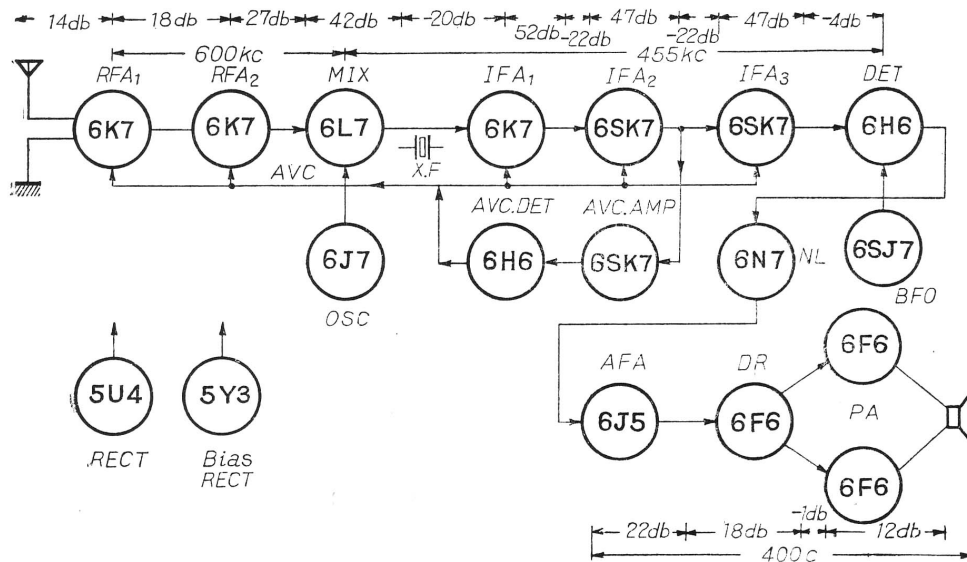 14db 18db 27db 42db -20db 52db -22db 47db -22db 47db -4db
600kc 455kc
RFA1 RFA2 MIX IFA1 IFA2 IFA3 DET
6K7 6K7 6L7 6K7 6SK7 6SK7 6H6
X.F
AVC AVC.DET AVC.AMP
6J7 6H6 6SK7 6N7 NL 6SJ7
OSC BFO
5U4 5Y3 AFA DR 6F6
6J5 6F6 PA
RECT Bias
RECT
6F6
22db 18db -1db 12db
400c